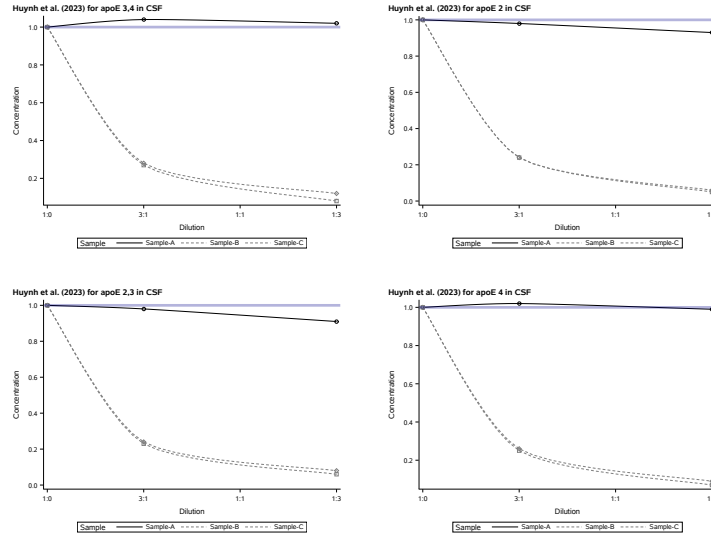 Huynh et al. (2023) for apoE 3,4 in CSF
1.0
0.8
0.6
0.4
0.2
Concentration
1:0
3:1
1:1
1:3
Dilution
Sample Sample-A Sample-B Sample-C
Huynh et al. (2023) for apoE 2 in CSF
1.0
0.8
0.6
0.4
0.2
0.0
Concentration
1:0
3:1
1:1
1:3
Dilution
Sample Sample-A Sample-B Sample-C
Huynh et al. (2023) for apoE 2,3 in CSF
1.0
0.8
0.6
0.4
0.2
0.0
Concentration
1:0
3:1
1:1
1:3
Dilution
Sample Sample-A Sample-B Sample-C
Huynh et al. (2023) for apoE 4 in CSF
1.0
0.8
0.6
0.4
0.2
Concentration
1:0
3:1
1:1
1:3
Dilution
Sample Sample-A Sample-B Sample-C